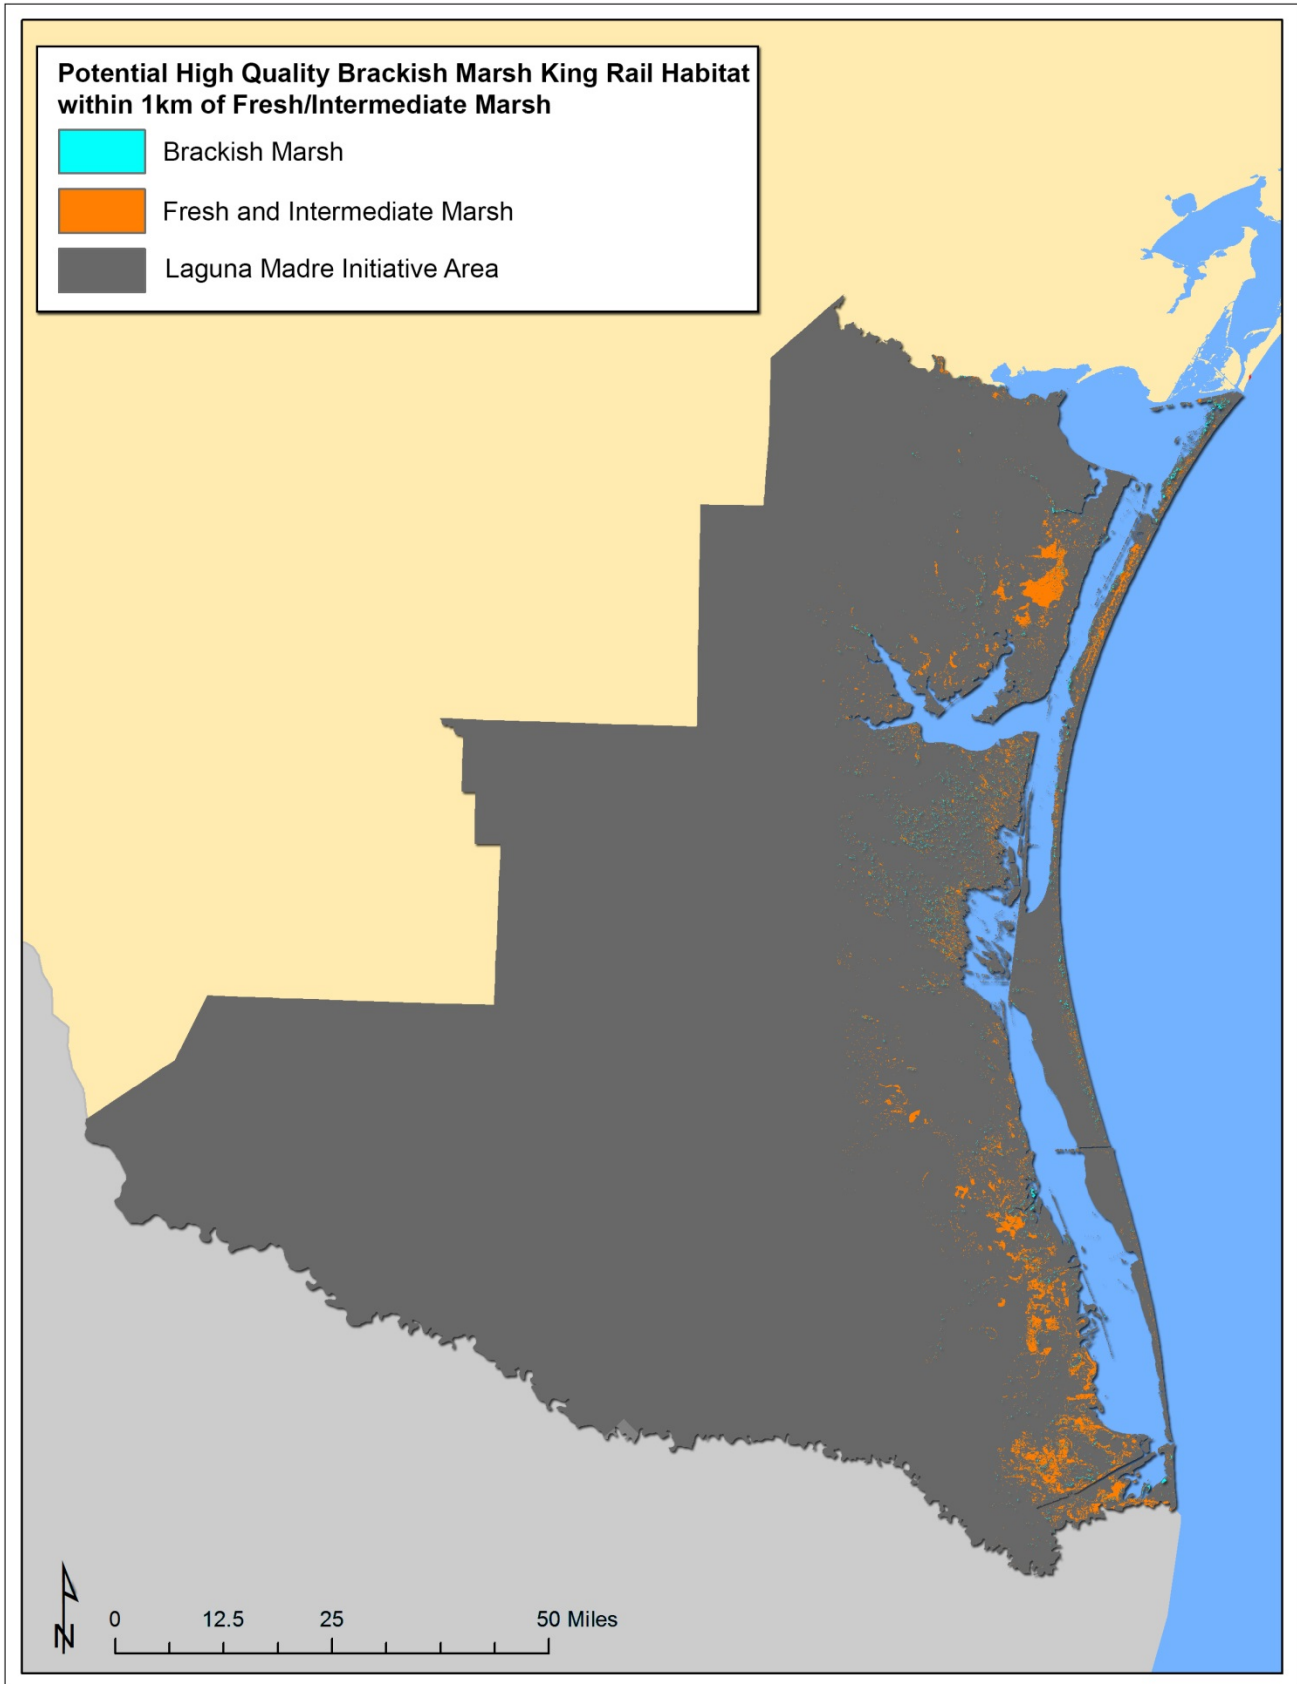 Potential High Quality Brackish Marsh King Rail Habitat
within 1km of Fresh/Intermediate Marsh
Brackish Marsh
Fresh and Intermediate Marsh
Laguna Madre Initiative Area
N
0 12.5 25 50 Miles